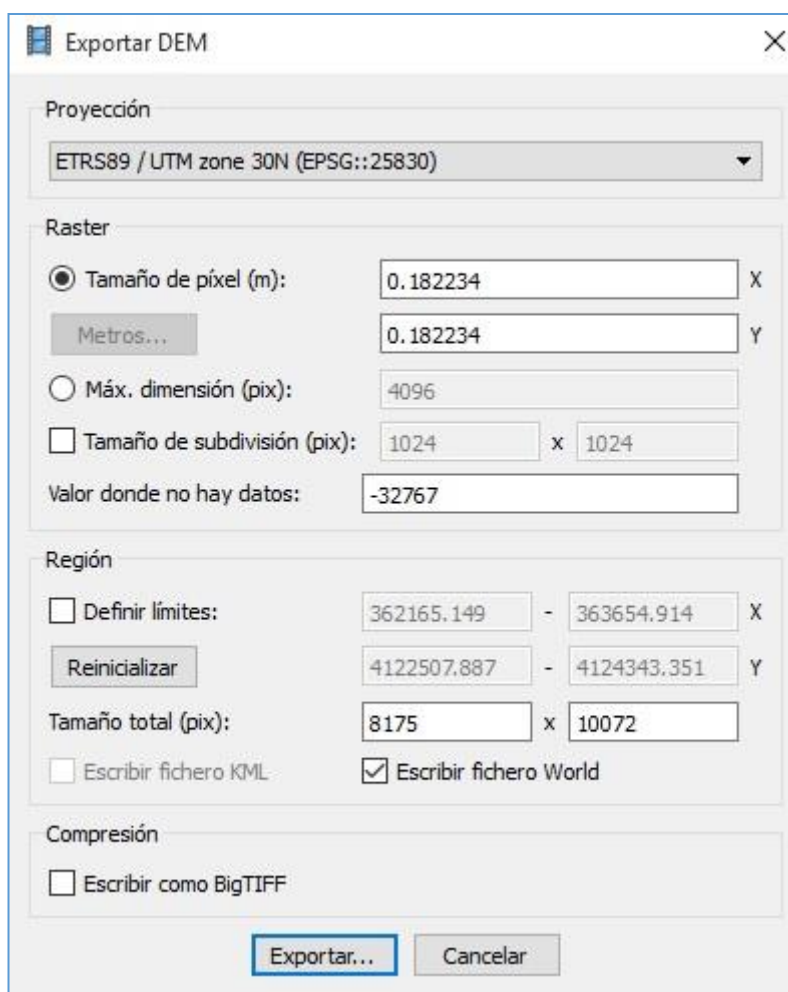 Exportar DEM
Proyección
ETRS89 / UTM zone 30N (EPSG::25830)
Raster
Tamaño de píxel (m): 0.182234 X
Metros... 0.182234 Y
Máx. dimensión (pix): 4096
Tamaño de subdivisión (pix): 1024 x 1024
Valor donde no hay datos: -32767
Región
Definir límites: 362165.149 - 363654.914 X
Reinicializar 4122507.887 - 4124343.351 Y
Tamaño total (pix): 8175 x 10072
Escribir fichero KML Escribir fichero World
Compresión
Escribir como BigTIFF
Exportar... Cancelar